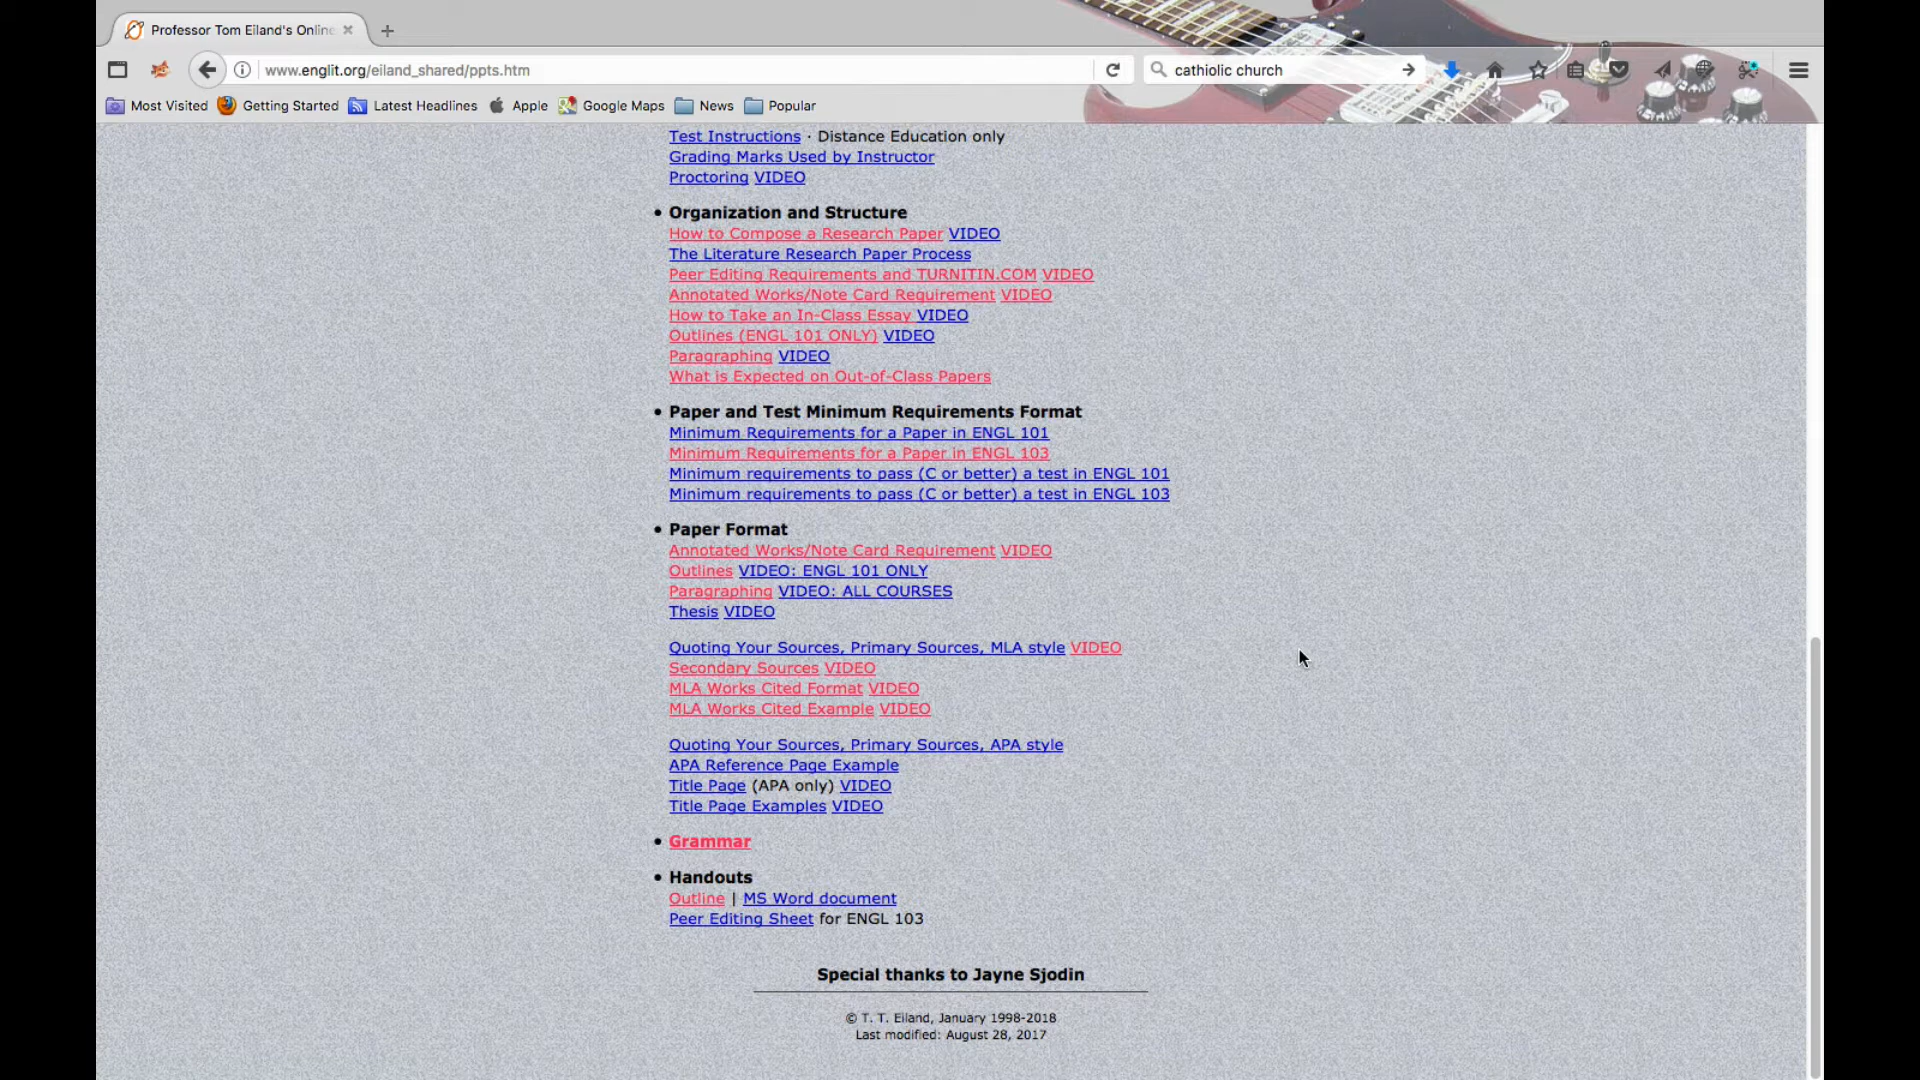 Professor Tom Eiland's Online
www.englit.org/eiland_shared/ppts.htm
cathiolic church
Most Visited Getting Started Latest Headlines Apple Google Maps News Popular
Test Instructions · Distance Education only
Grading Marks Used by Instructor
Proctoring VIDEO
• Organization and Structure
How to Compose a Research Paper VIDEO
The Literature Research Paper Process
Peer Editing Requirements and TURNITIN.COM VIDEO
Annotated Works/Note Card Requirement VIDEO
How to Take an In-Class Essay VIDEO
Outlines (ENGL 101 ONLY) VIDEO
Paragraphing VIDEO
What is Expected on Out-of-Class Papers
• Paper and Test Minimum Requirements Format
Minimum Requirements for a Paper in ENGL 101
Minimum Requirements for a Paper in ENGL 103
Minimum requirements to pass (C or better) a test in ENGL 101
Minimum requirements to pass (C or better) a test in ENGL 103
• Paper Format
Annotated Works/Note Card Requirement VIDEO
Outlines VIDEO: ENGL 101 ONLY
Paragraphing VIDEO: ALL COURSES
Thesis VIDEO
Quoting Your Sources, Primary Sources, MLA style VIDEO
Secondary Sources VIDEO
MLA Works Cited Format VIDEO
MLA Works Cited Example VIDEO
Quoting Your Sources, Primary Sources, APA style
APA Reference Page Example
Title Page (APA only) VIDEO
Title Page Examples VIDEO
• Grammar
• Handouts
Outline | MS Word document
Peer Editing Sheet for ENGL 103
Special thanks to Jayne Sjodin
© T. T. Eiland, January 1998-2018
Last modified: August 28, 2017